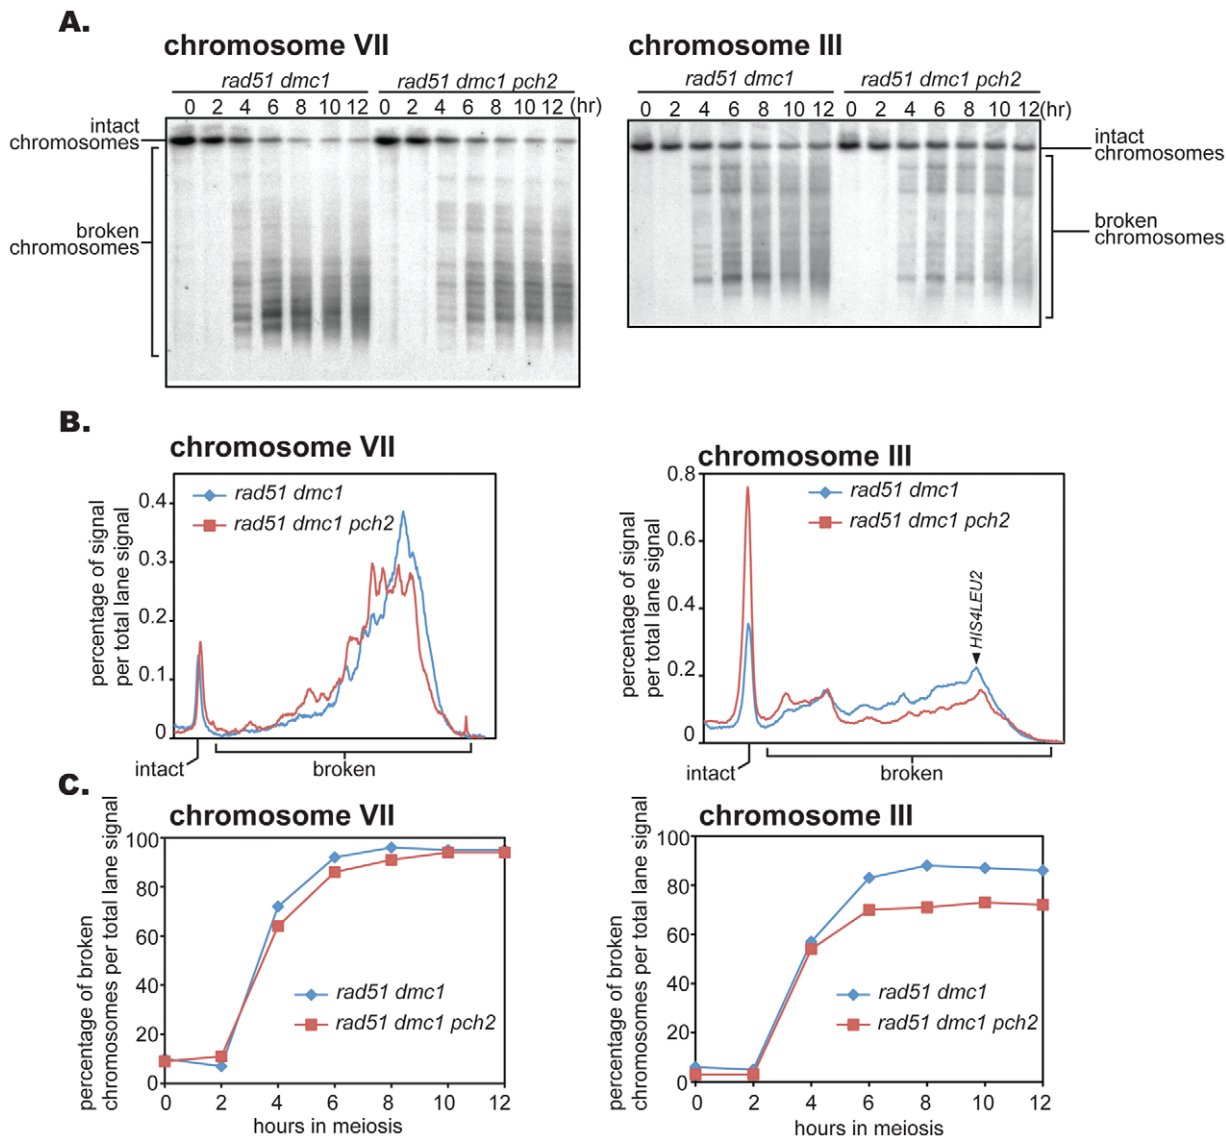 A.
chromosome VII
rad51 dmc1
rad51 dmc1 pch2
0 2 4 6 8 10 12 0 2 4 6 8 10 12 (hr)
intact
chromosomes
broken
chromosomes
chromosome III
rad51 dmc1
rad51 dmc1 pch2
0 2 4 6 8 10 12 0 2 4 6 8 10 12 (hr)
intact
chromosomes
broken
chromosomes
B.
chromosome VII
percentage of signal
per total lane signal
0.4
0.3
0.2
0.1
0
rad51 dmc1
rad51 dmc1 pch2
intact
broken
chromosome III
percentage of signal
per total lane signal
0.8
0.6
0.4
0.2
0
rad51 dmc1
rad51 dmc1 pch2
HIS4LEU2
intact
broken
C.
chromosome VII
percentage of broken
chromosomes per total lane signal
100
80
60
40
20
0
rad51 dmc1
rad51 dmc1 pch2
0 2 4 6 8 10 12
hours in meiosis
chromosome III
percentage of broken
chromosomes per total lane signal
100
80
60
40
20
0
rad51 dmc1
rad51 dmc1 pch2
0 2 4 6 8 10 12
hours in meiosis